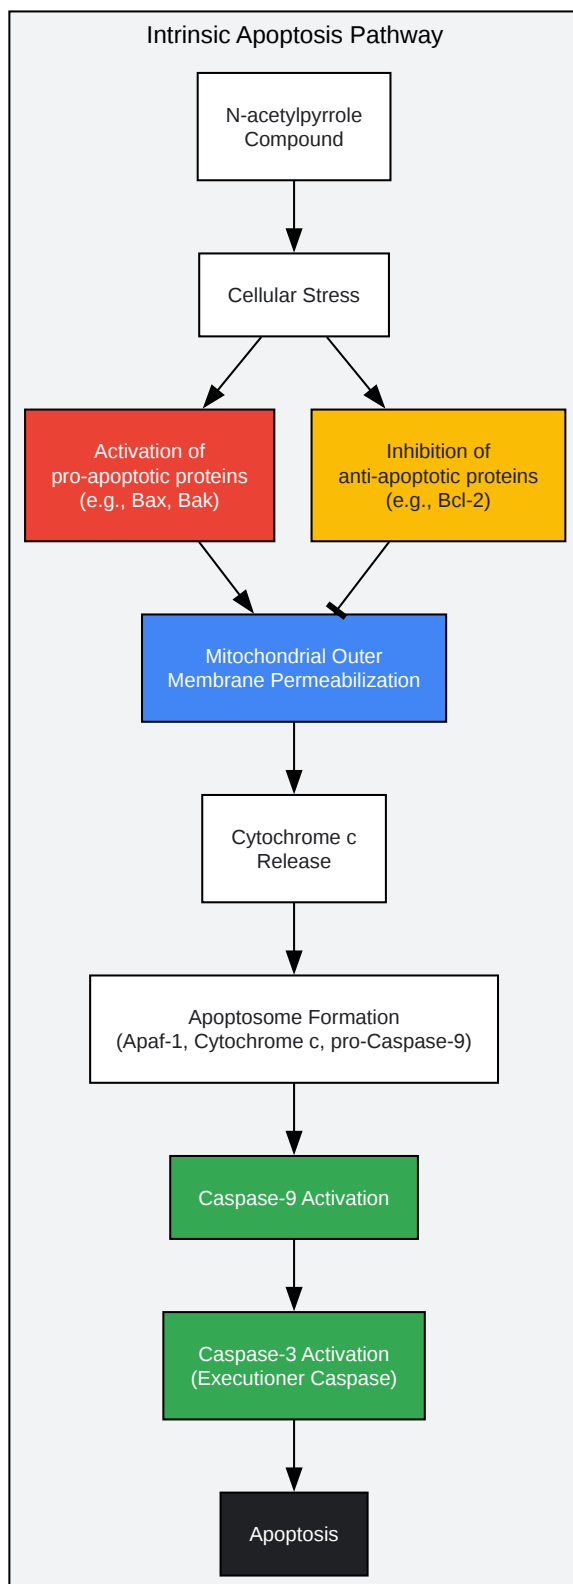 Intrinsic Apoptosis Pathway
N-acetylpyrrole
Compound
Cellular Stress
Activation of
pro-apoptotic proteins
(e.g., Bax, Bak)
Inhibition of
anti-apoptotic proteins
(e.g., Bcl-2)
Mitochondrial Outer
Membrane Permeabilization
Cytochrome c
Release
Apoptosome Formation
(Apaf-1, Cytochrome c, pro-Caspase-9)
Caspase-9 Activation
Caspase-3 Activation
(Executioner Caspase)
Apoptosis